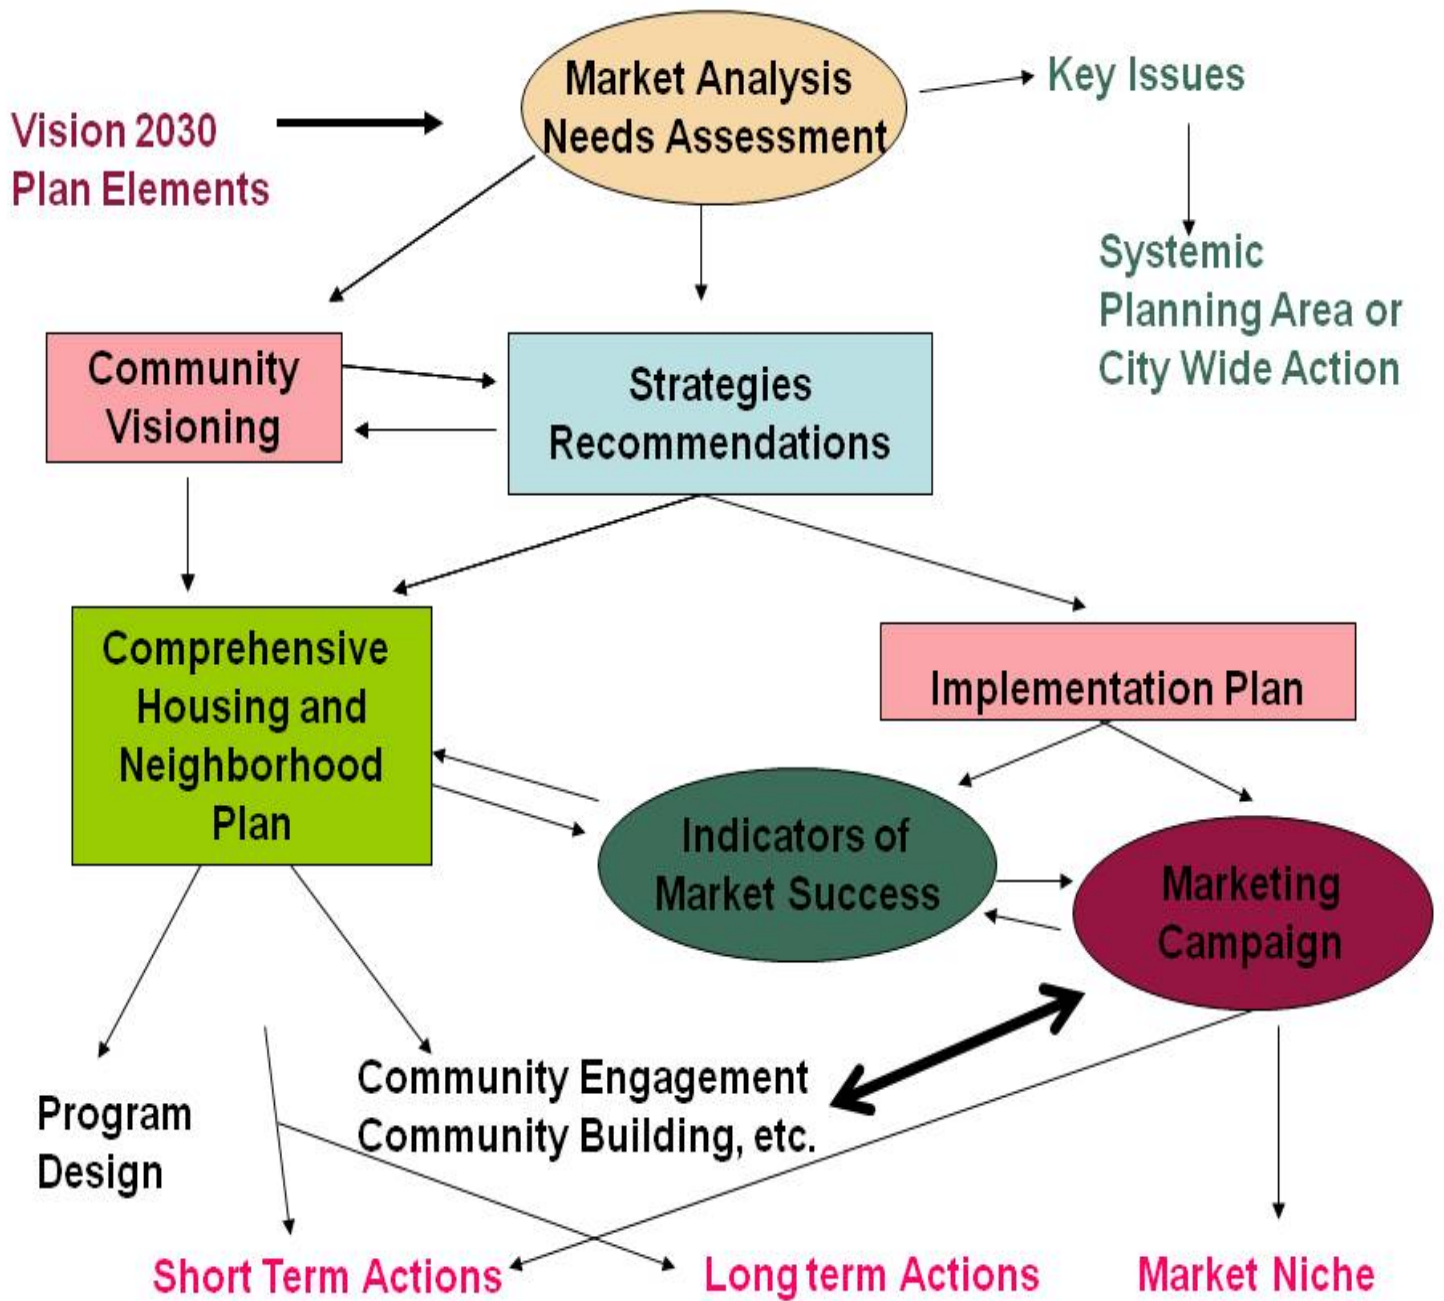 Market Analysis
Needs Assessment
Key Issues
Vision 2030
Plan Elements
Systemic
Planning Area or
City Wide Action
Community
Visioning
Strategies
Recommendations
Comprehensive
Housing and
Neighborhood
Plan
Implementation Plan
Indicators of
Market Success
Marketing
Campaign
Program
Design
Community Engagement
Community Building, etc.
Short Term Actions
Long term Actions
Market Niche